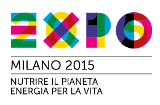 EXPO
MILANO 2015
NUTRIRE IL PIANETA
ENERGIA PER LA VITA